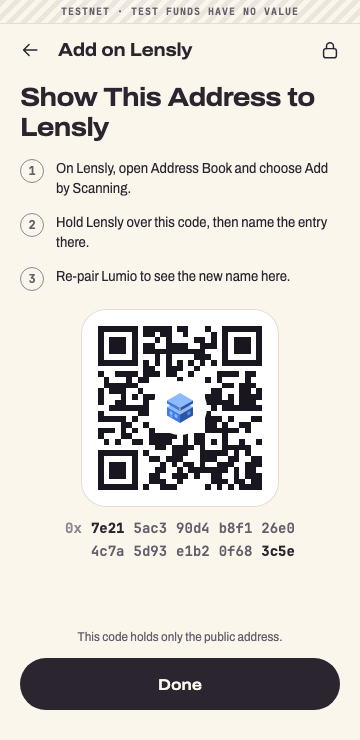 TESTNET · TEST FUNDS HAVE NO VALUE
Add on Lensly
Show This Address to
Lensly
1 On Lensly, open Address Book and choose Add
by Scanning.
2 Hold Lensly over this code, then name the entry
there.
3 Re-pair Lumio to see the new name here.
0x 7e21 5ac3 90d4 b8f1 26e0
4c7a 5d93 e1b2 0f68 3c5e
This code holds only the public address.
Done